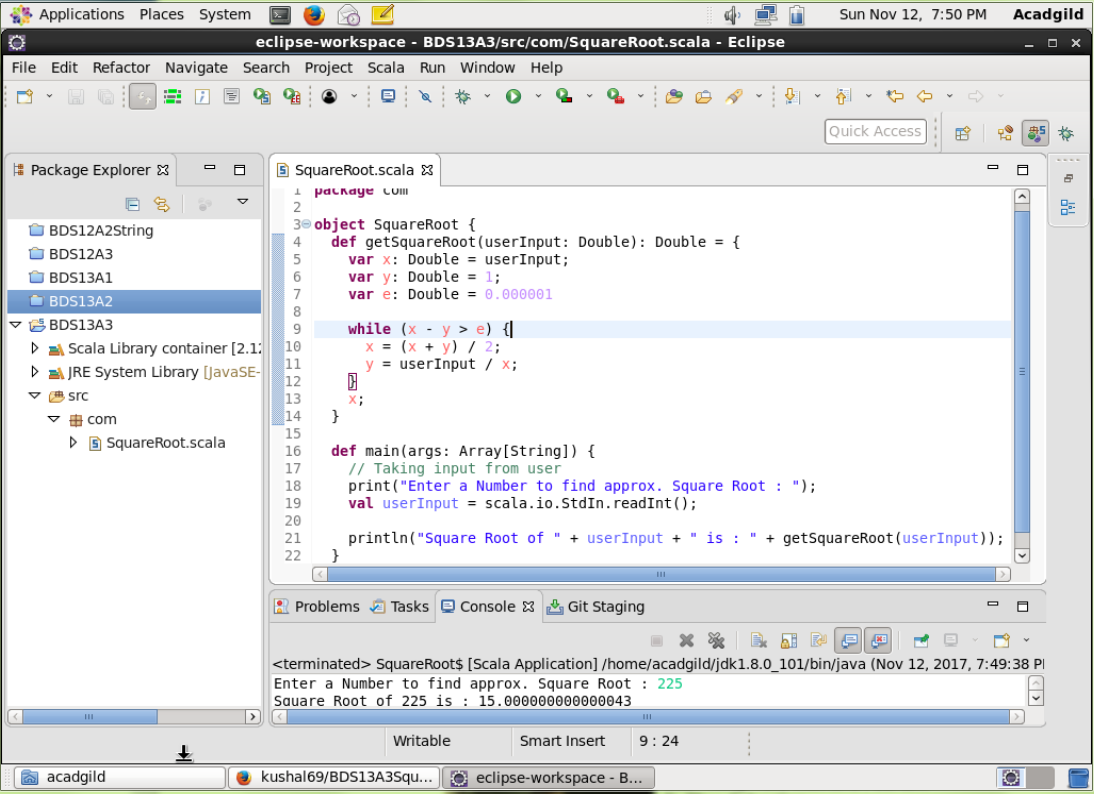 Applications Places System Sun Nov 12, 7:50 PM Acadgild
eclipse-workspace - BDS13A3/src/com/SquareRoot.scala - Eclipse
File Edit Refactor Navigate Search Project Scala Run Window Help
Quick Access
Package Explorer
BDS12A2String
BDS12A3
BDS13A1
BDS13A2
BDS13A3
Scala Library container [2.12
JRE System Library [JavaSE-
src
com
SquareRoot.scala
SquareRoot.scala
1 package com
2
3 object SquareRoot {
4 def getSquareRoot(userInput: Double): Double = {
5 var x: Double = userInput;
6 var y: Double = 1;
7 var e: Double = 0.000001
8
9 while (x - y > e) {
10 x = (x + y) / 2;
11 y = userInput / x;
12 }
13 x;
14 }
15
16 def main(args: Array[String]) {
17 // Taking input from user
18 print("Enter a Number to find approx. Square Root : ");
19 val userInput = scala.io.StdIn.readInt();
20
21 println("Square Root of " + userInput + " is : " + getSquareRoot(userInput));
22 }
Problems Tasks Console Git Staging
<terminated> SquareRoot$ [Scala Application] /home/acadgild/jdk1.8.0_101/bin/java (Nov 12, 2017, 7:49:38 P
Enter a Number to find approx. Square Root : 225
Square Root of 225 is : 15.000000000000043
Writable Smart Insert 9 : 24
acadgild kushal69/BDS13A3Squ... eclipse-workspace - B...